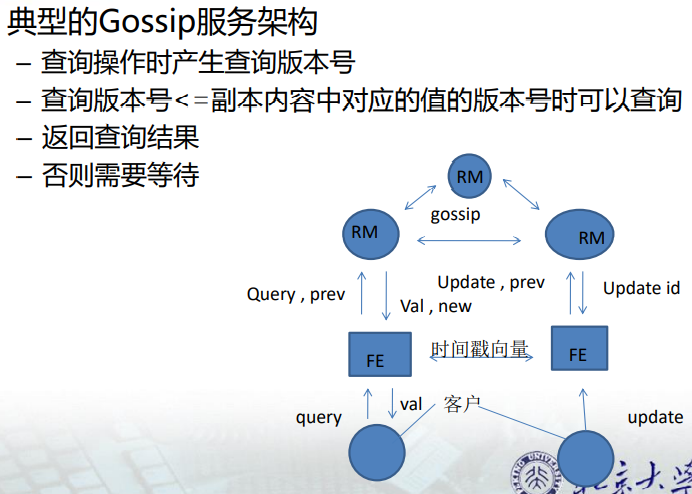 典型的Gossip服务架构
– 查询操作时产生查询版本号
– 查询版本号<=副本内容中对应的值的版本号时可以查询
– 返回查询结果
– 否则需要等待
RM
gossip
RM
RM
Query , prev
Val , new
Update , prev
Update id
FE
时间戳向量
FE
query
val
客户
update
北京大学